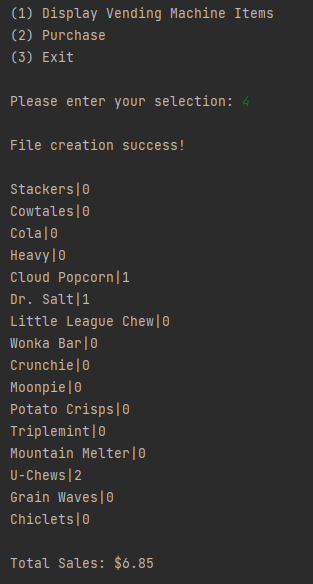 (1) Display Vending Machine Items
(2) Purchase
(3) Exit
Please enter your selection: 4
File creation success!
Stackers|0
Cowtales|0
Cola|0
Heavy|0
Cloud Popcorn|1
Dr. Salt|1
Little League Chew|0
Wonka Bar|0
Crunchie|0
Moonpie|0
Potato Crisps|0
Triplemint|0
Mountain Melter|0
U-Chews|2
Grain Waves|0
Chiclets|0
Total Sales: $6.85